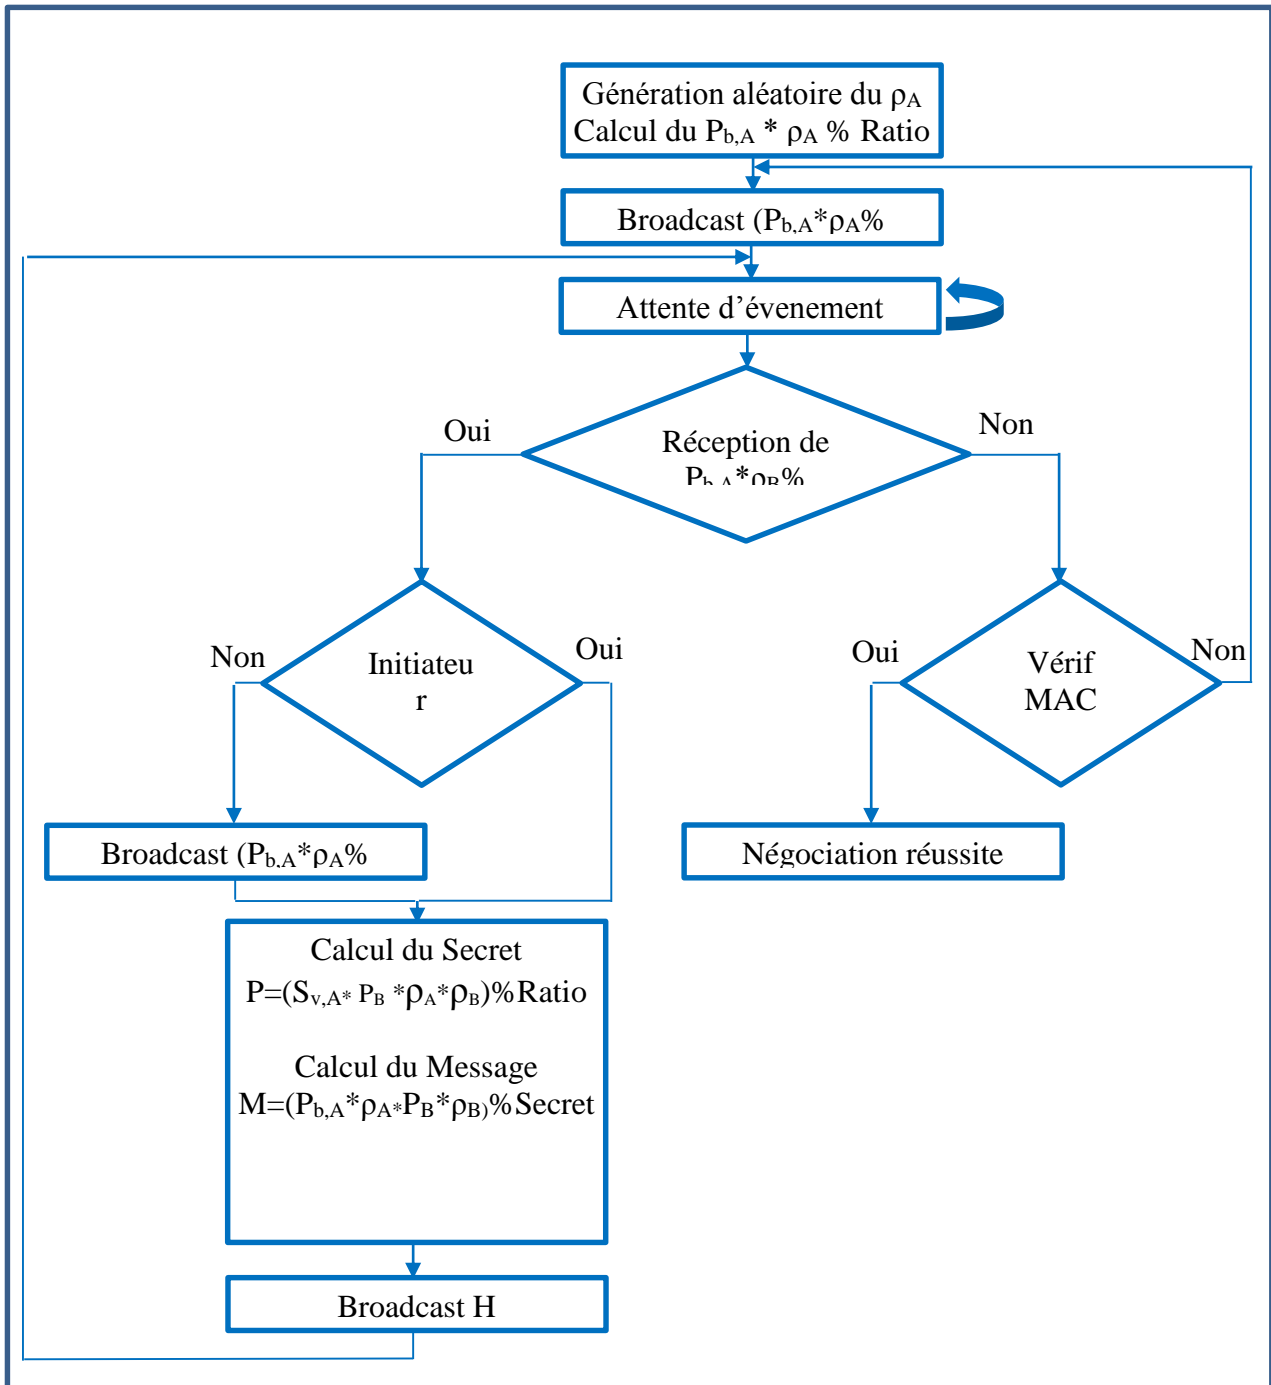 Génération aléatoire du ρA
Calcul du Pb,A * ρA % Ratio
Broadcast (Pb,A*ρA%
Attente d’évenement
Oui
Non
Réception de
Pb,A*ρB%
Non
Initiateu
r
Oui
Oui
Vérif
MAC
Non
Broadcast (Pb,A*ρA%
Négociation réussite
Calcul du Secret
P=(Sv,A* PB *ρA*ρB)%Ratio
Calcul du Message
M=(Pb,A*ρA*PB*ρB)%Secret
Broadcast H